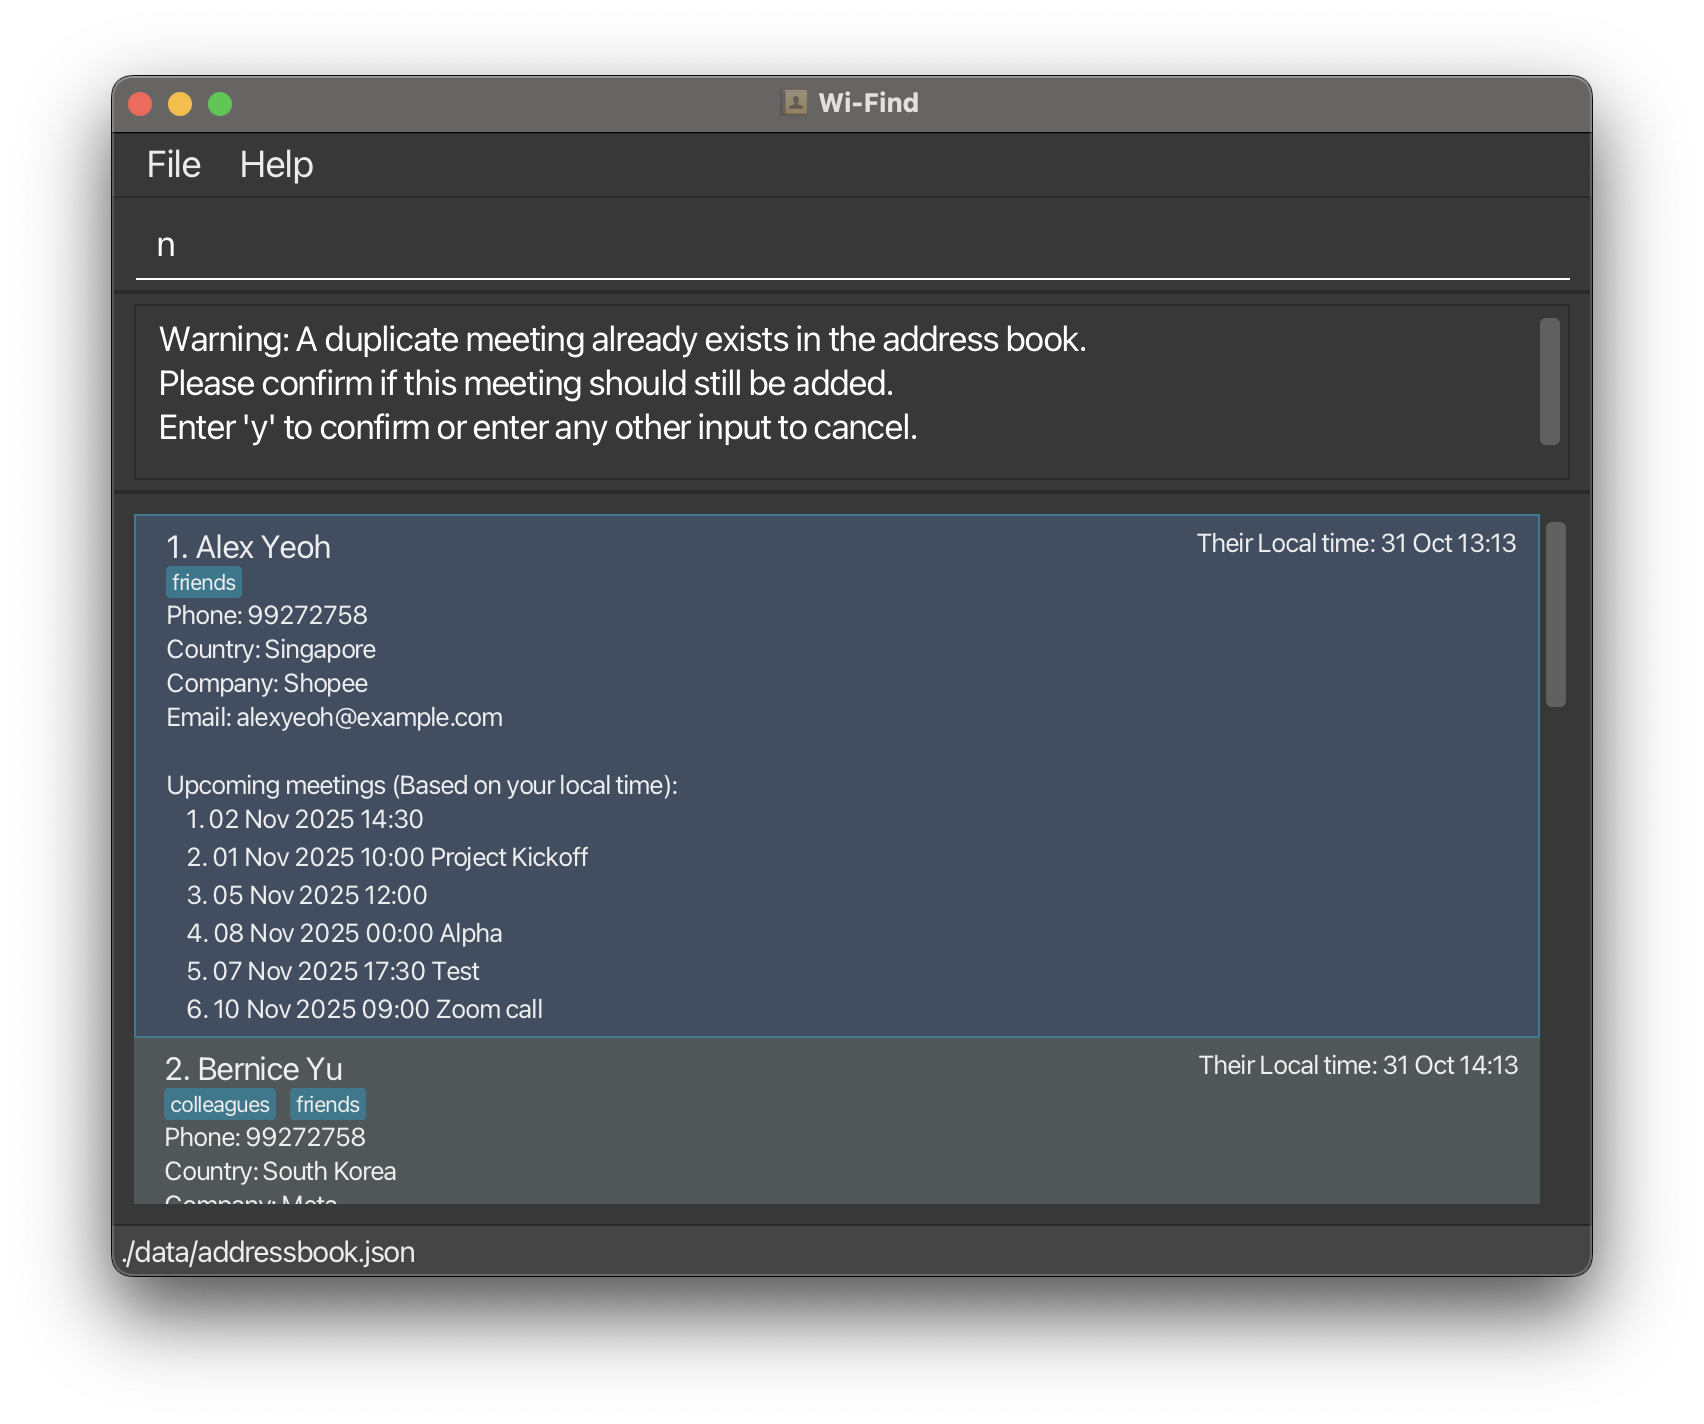 Wi-Find
File Help
n
Warning: A duplicate meeting already exists in the address book.
Please confirm if this meeting should still be added.
Enter 'y' to confirm or enter any other input to cancel.
1. Alex Yeoh
Their Local time: 31 Oct 13:13
friends
Phone: 99272758
Country: Singapore
Company: Shopee
Email: alexyeoh@example.com
Upcoming meetings (Based on your local time):
1. 02 Nov 2025 14:30
2. 01 Nov 2025 10:00 Project Kickoff
3. 05 Nov 2025 12:00
4. 08 Nov 2025 00:00 Alpha
5. 07 Nov 2025 17:30 Test
6. 10 Nov 2025 09:00 Zoom call
2. Bernice Yu
Their Local time: 31 Oct 14:13
colleagues friends
Phone: 99272758
Country: South Korea
Company: Meta
./data/addressbook.json